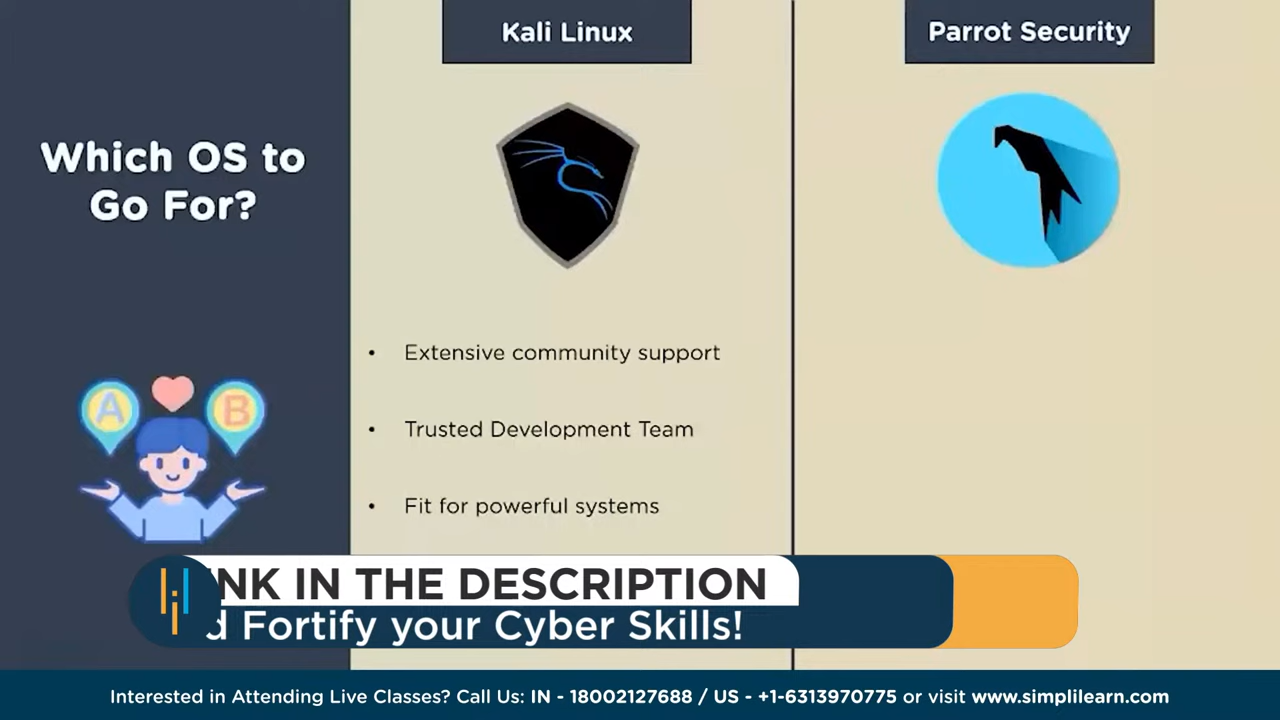 Kali Linux
Parrot Security
Which OS to
Go For?
A
B
• Extensive community support
• Trusted Development Team
• Fit for powerful systems
IN THE DESCRIPTION
Fortify your Cyber Skills!
Interested in Attending Live Classes? Call Us: IN - 18002127688 / US - +1-6313970775 or visit www.simplilearn.com